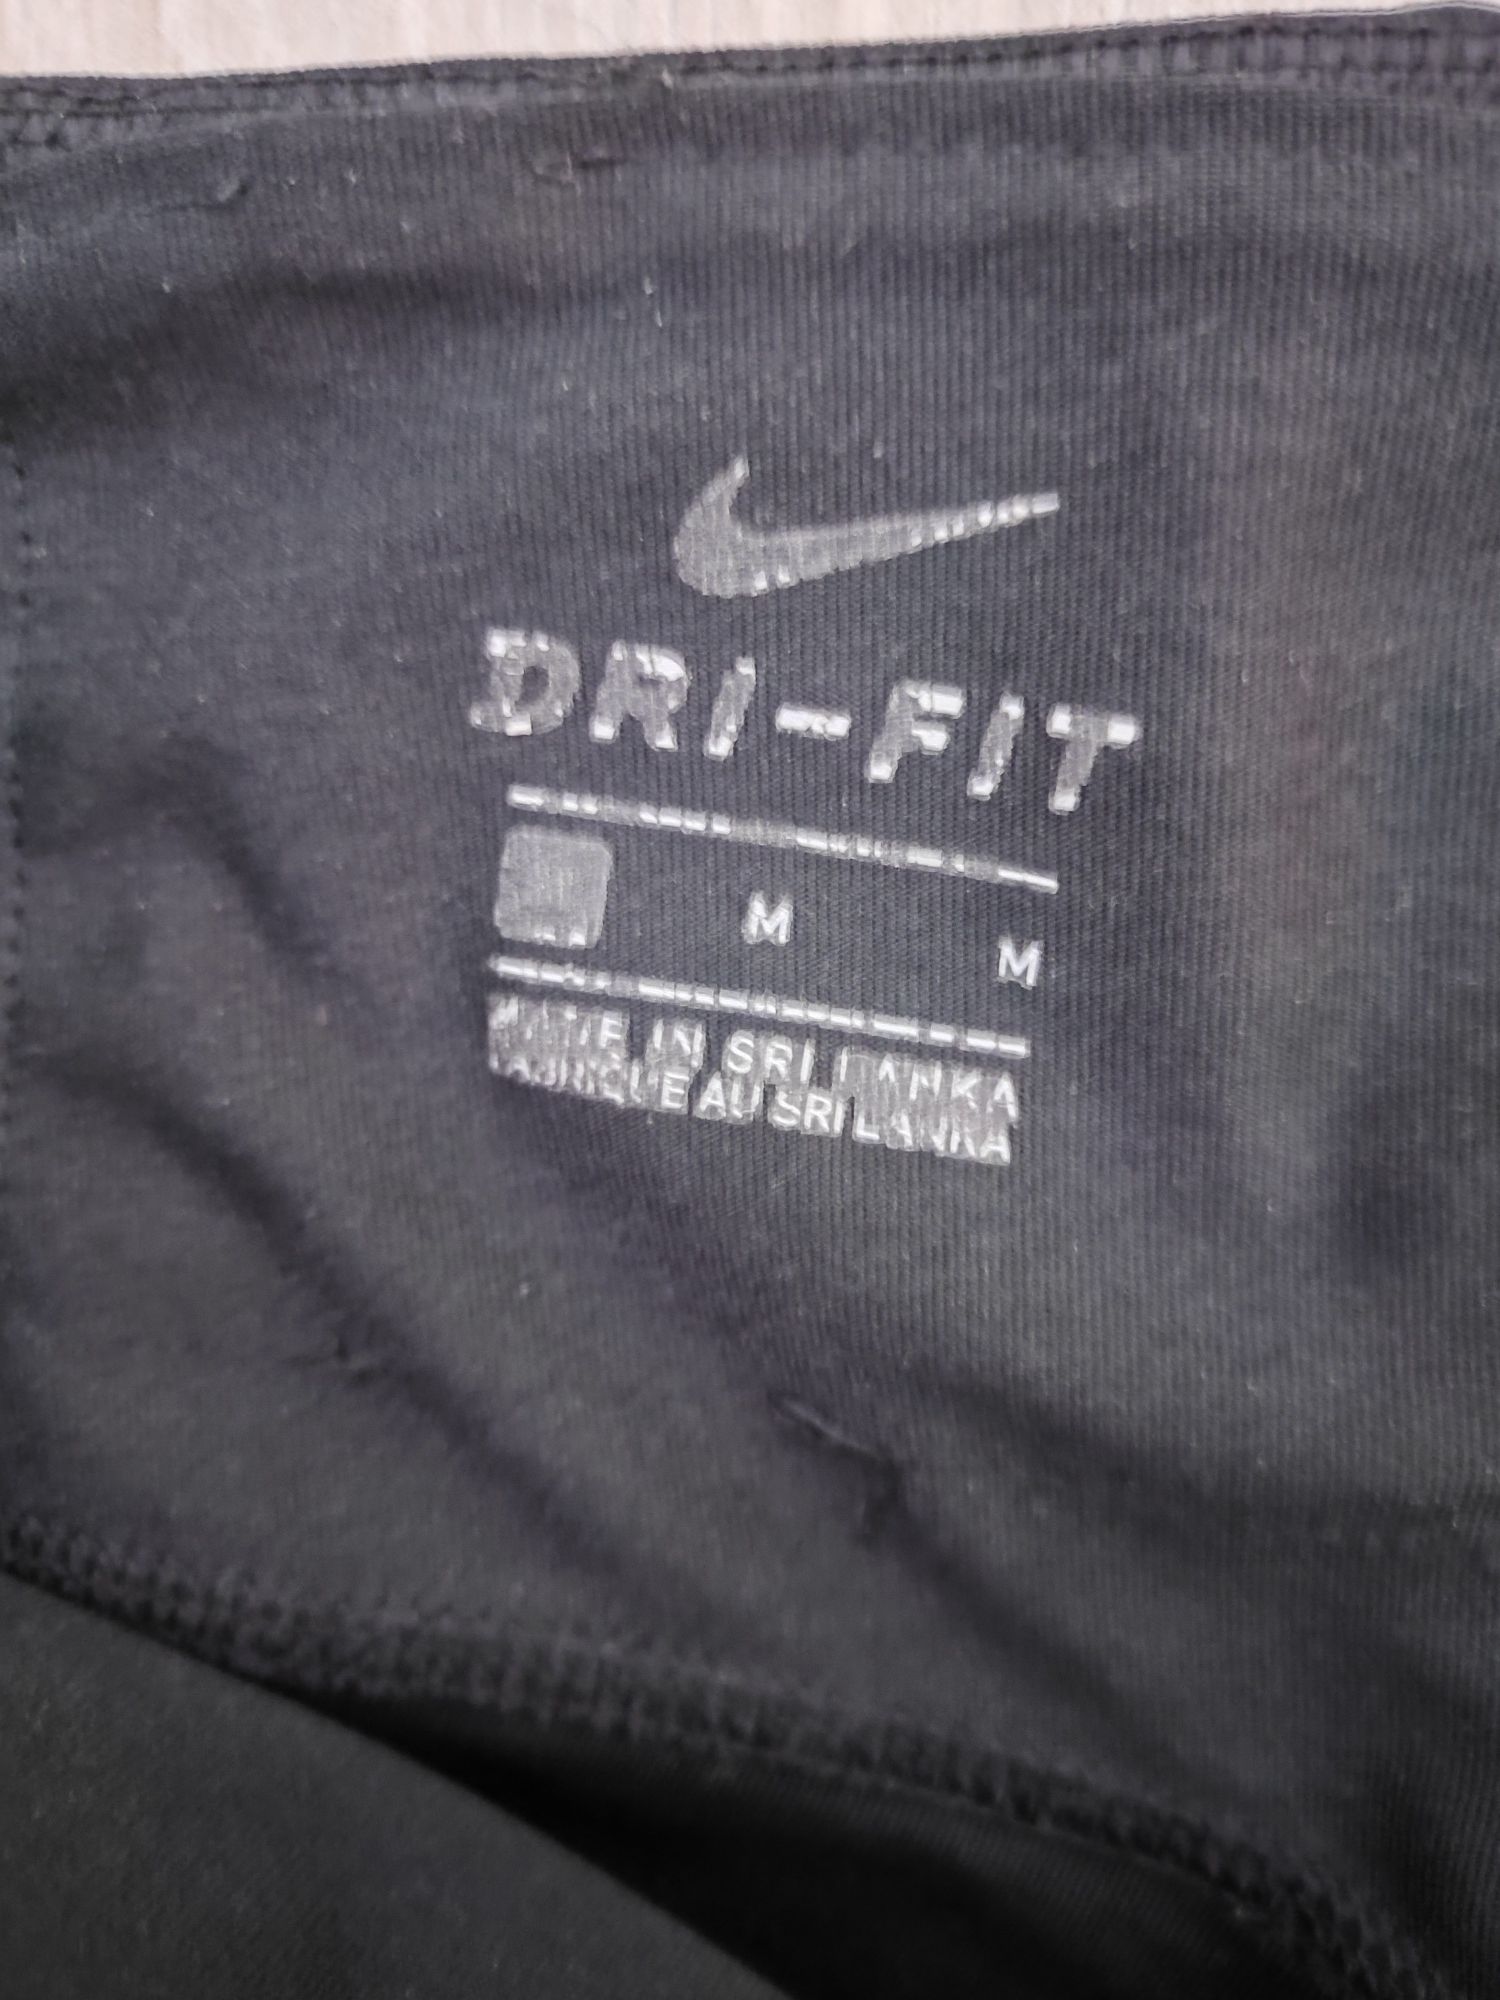 DRI-FIT
M M
MADE IN SRI LANKA
FABRIQUÉ AU SRI LANKA